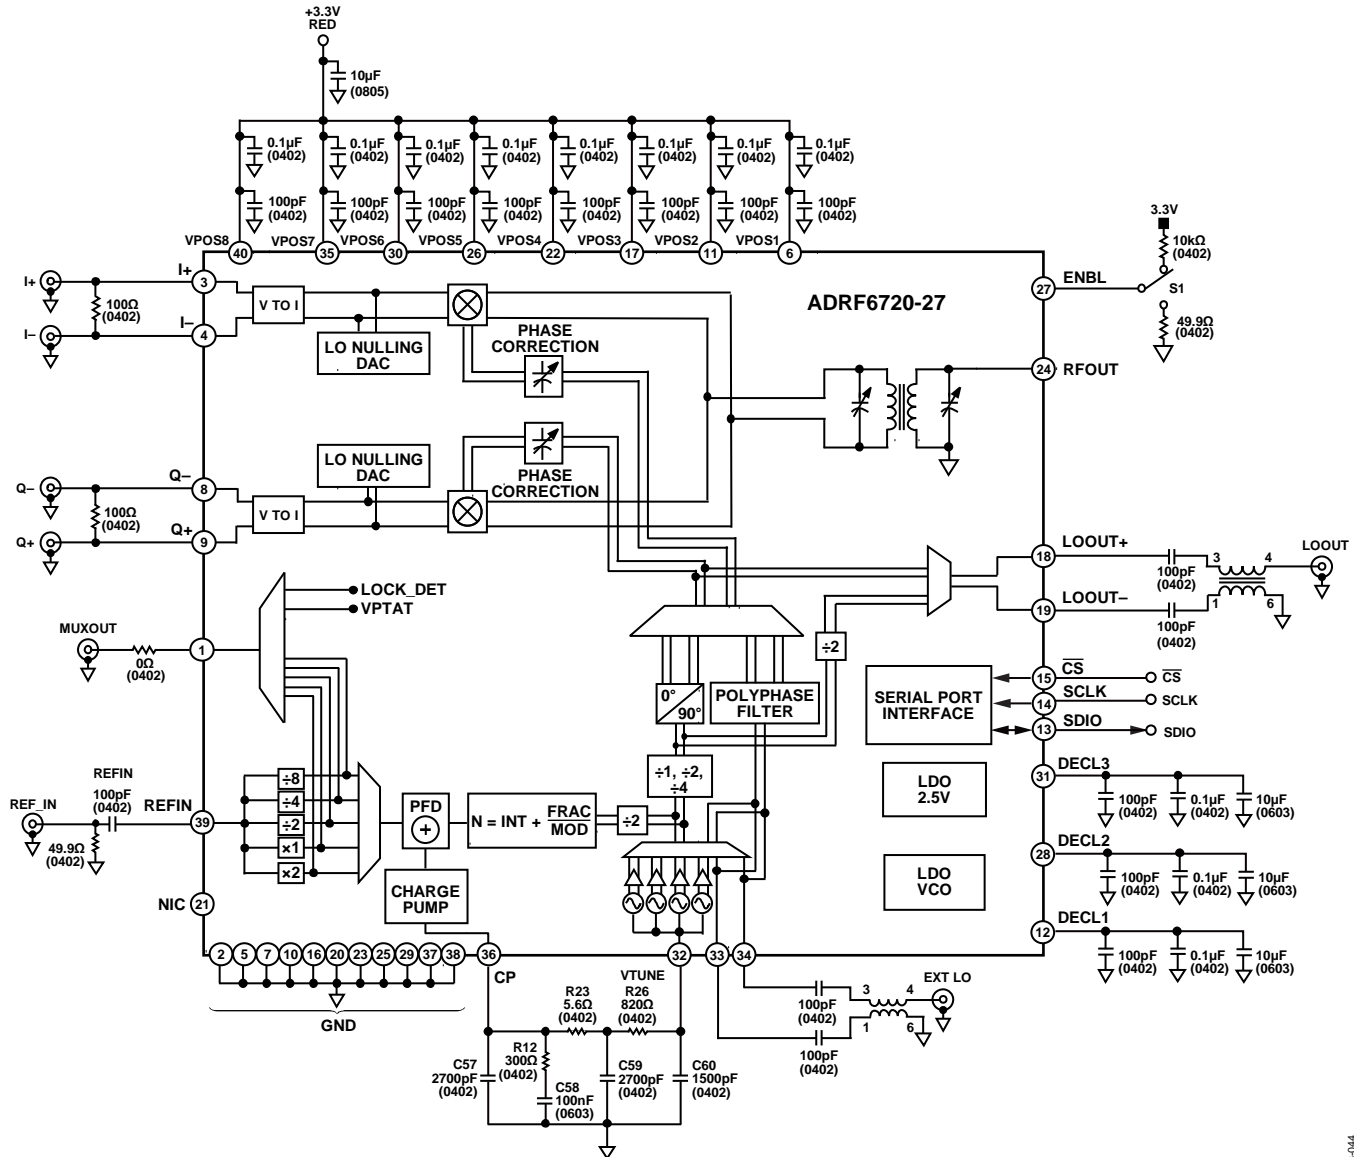 +3.3V
RED
10µF
(0805)
0.1µF
(0402)
0.1µF
(0402)
0.1µF
(0402)
0.1µF
(0402)
0.1µF
(0402)
0.1µF
(0402)
0.1µF
(0402)
0.1µF
(0402)
100pF
(0402)
100pF
(0402)
100pF
(0402)
100pF
(0402)
100pF
(0402)
100pF
(0402)
100pF
(0402)
100pF
(0402)
VPOS8
VPOS7
VPOS6
VPOS5
VPOS4
VPOS3
VPOS2
VPOS1
40
35
30
26
22
17
11
6
3.3V
10kΩ
(0402)
S1
49.9Ω
(0402)
27
ENBL
ADRF6720-27
I+
I+
3
100Ω
(0402)
I–
I–
4
V TO I
LO NULLING
DAC
PHASE
CORRECTION
24
RFOUT
LO NULLING
DAC
PHASE
CORRECTION
Q–
Q–
8
100Ω
(0402)
Q+
Q+
9
V TO I
18
LOOUT+
100pF
(0402)
3
4
LOOUT
19
LOOUT–
100pF
(0402)
1
6
LOCK_DET
VPTAT
MUXOUT
0Ω
(0402)
1
÷2
0°
90°
POLYPHASE
FILTER
SERIAL PORT
INTERFACE
15
CS
CS
14
SCLK
SCLK
13
SDIO
SDIO
÷1, ÷2,
÷4
LDO
2.5V
31
DECL3
100pF
(0402)
0.1µF
(0402)
10µF
(0603)
REFIN
100pF
(0402)
REF_IN
49.9Ω
(0402)
REFIN
39
÷8
÷4
÷2
×1
×2
PFD
+
N = INT + FRAC
MOD
÷2
CHARGE
PUMP
LDO
VCO
28
DECL2
100pF
(0402)
0.1µF
(0402)
10µF
(0603)
NIC
21
12
DECL1
100pF
(0402)
0.1µF
(0402)
10µF
(0603)
2
5
7
10
16
20
23
25
29
37
38
36
32
33
34
GND
CP
VTUNE
R23
5.6Ω
(0402)
R26
820Ω
(0402)
R12
300Ω
(0402)
C57
2700pF
(0402)
C58
100nF
(0603)
C59
2700pF
(0402)
C60
1500pF
(0402)
100pF
(0402)
100pF
(0402)
3
4
1
6
EXT LO
-044